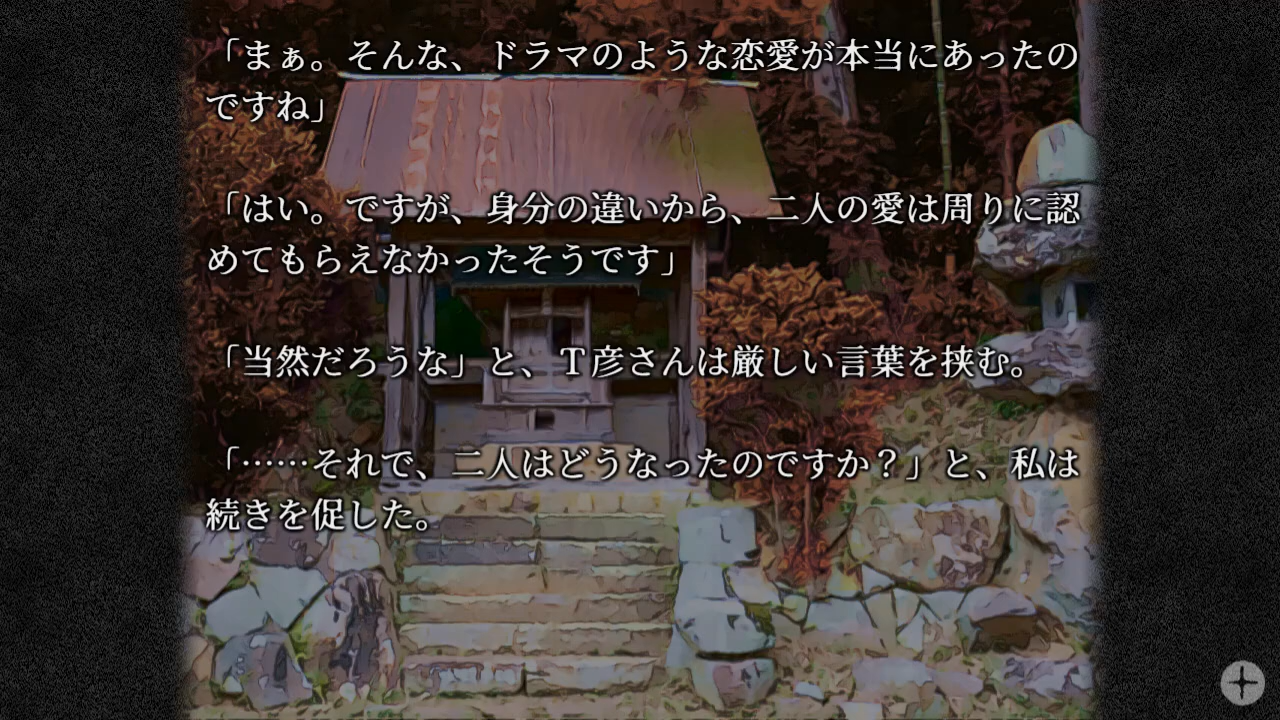 「まぁ。そんな、ドラマのような恋愛が本当にあったの
ですね」
「はい。ですが、身分の違いから、二人の愛は周りに認
めてもらえなかったそうです」
「当然だろうな」と、Ｔ彦さんは厳しい言葉を挟む。
「……それで、二人はどうなったのですか？」と、私は
続きを促した。